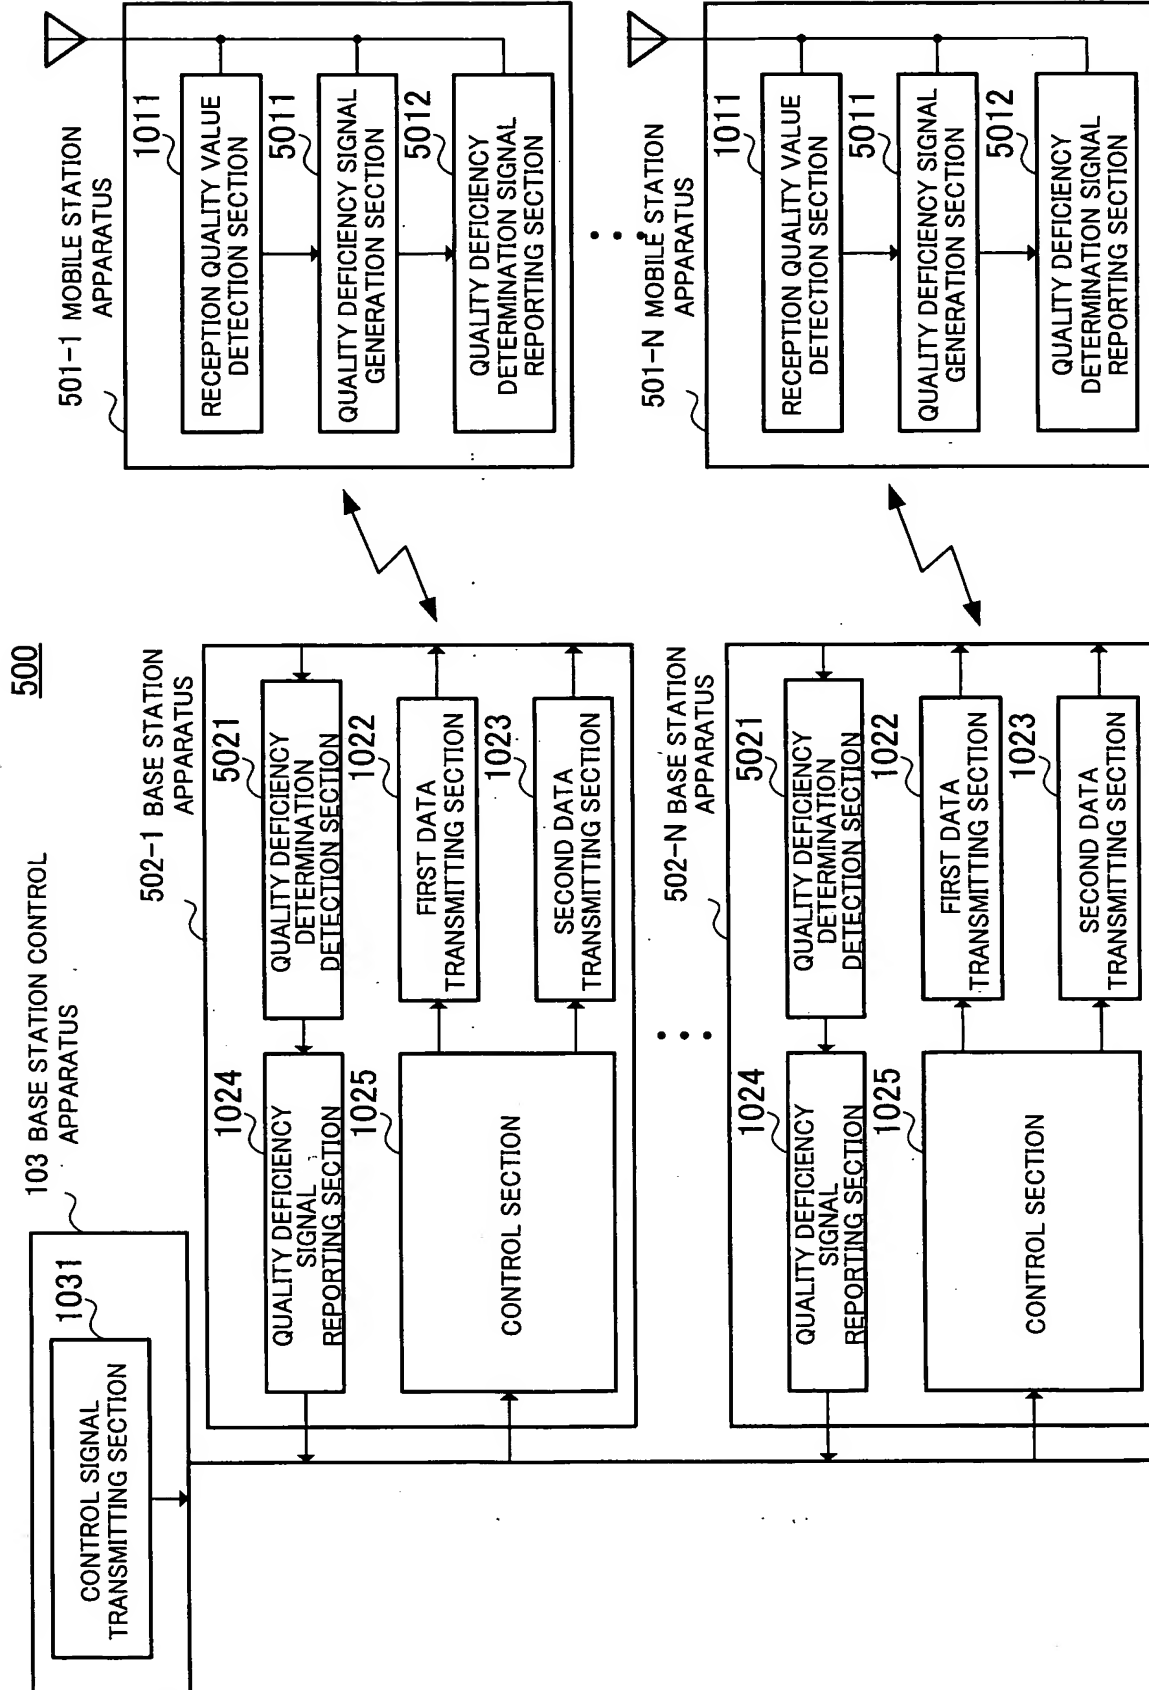 500
103 BASE STATION CONTROL
APPARATUS
1031
CONTROL SIGNAL
TRANSMITTING SECTION
502-1 BASE STATION
APPARATUS
1024
QUALITY DEFICIENCY
SIGNAL
REPORTING SECTION
5021
QUALITY DEFICIENCY
DETERMINATION
DETECTION SECTION
1025
CONTROL SECTION
1022
FIRST DATA
TRANSMITTING SECTION
1023
SECOND DATA
TRANSMITTING SECTION
502-N BASE STATION
APPARATUS
1024
QUALITY DEFICIENCY
SIGNAL
REPORTING SECTION
5021
QUALITY DEFICIENCY
DETERMINATION
DETECTION SECTION
1025
CONTROL SECTION
1022
FIRST DATA
TRANSMITTING SECTION
1023
SECOND DATA
TRANSMITTING SECTION
501-1 MOBILE STATION
APPARATUS
1011
RECEPTION QUALITY VALUE
DETECTION SECTION
5011
QUALITY DEFICIENCY SIGNAL
GENERATION SECTION
5012
QUALITY DEFICIENCY
DETERMINATION SIGNAL
REPORTING SECTION
501-N MOBILE STATION
APPARATUS
1011
RECEPTION QUALITY VALUE
DETECTION SECTION
5011
QUALITY DEFICIENCY SIGNAL
GENERATION SECTION
5012
QUALITY DEFICIENCY
DETERMINATION SIGNAL
REPORTING SECTION